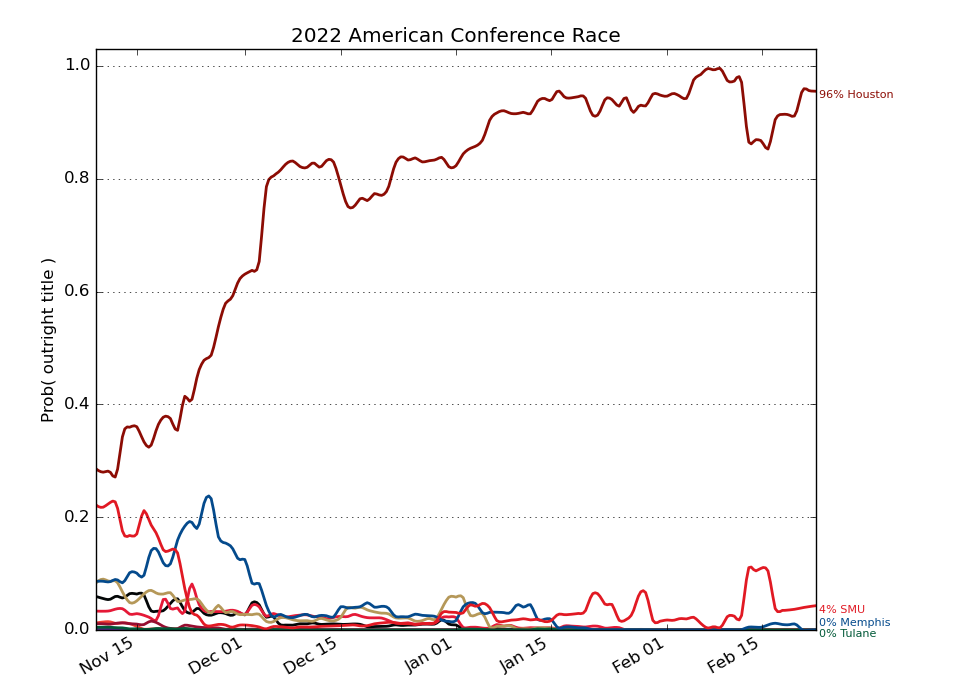 2022 American Conference Race
1.0
0.8
0.6
0.4
0.2
0.0
Prob( outright title )
Nov 15
Dec 01
Dec 15
Jan 01
Jan 15
Feb 01
Feb 15
96% Houston
4% SMU
0% Memphis
0% Tulane